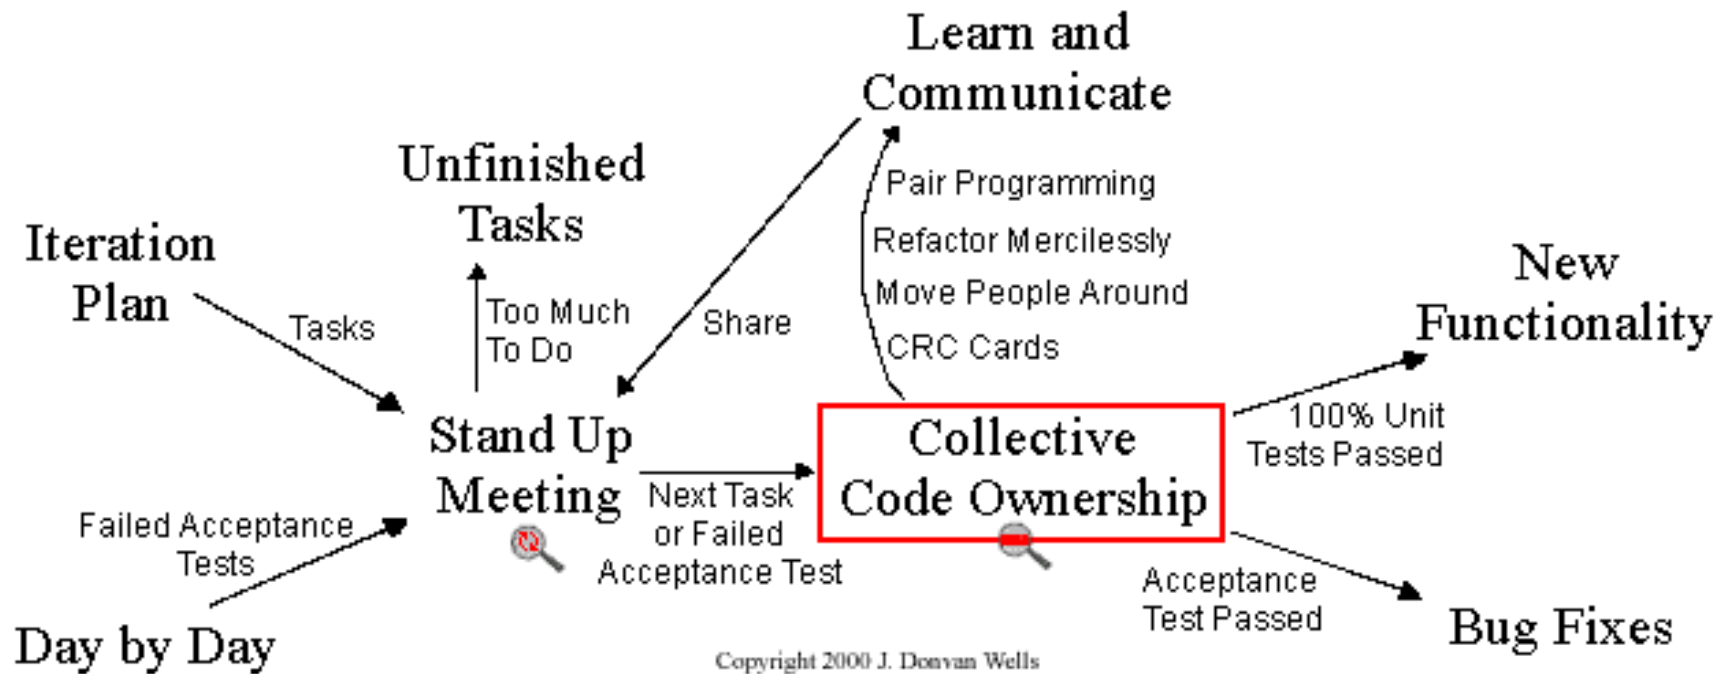 Learn and
Communicate
Unfinished
Tasks
Iteration
Plan
Tasks
Too Much
To Do
Share
Pair Programming
Refactor Mercilessly
Move People Around
CRC Cards
New
Functionality
Stand Up
Meeting
Collective
Code Ownership
100% Unit
Tests Passed
Next Task
or Failed
Acceptance Test
Failed Acceptance
Tests
Day by Day
Acceptance
Test Passed
Bug Fixes
Copyright 2000 J. Donvan Wells